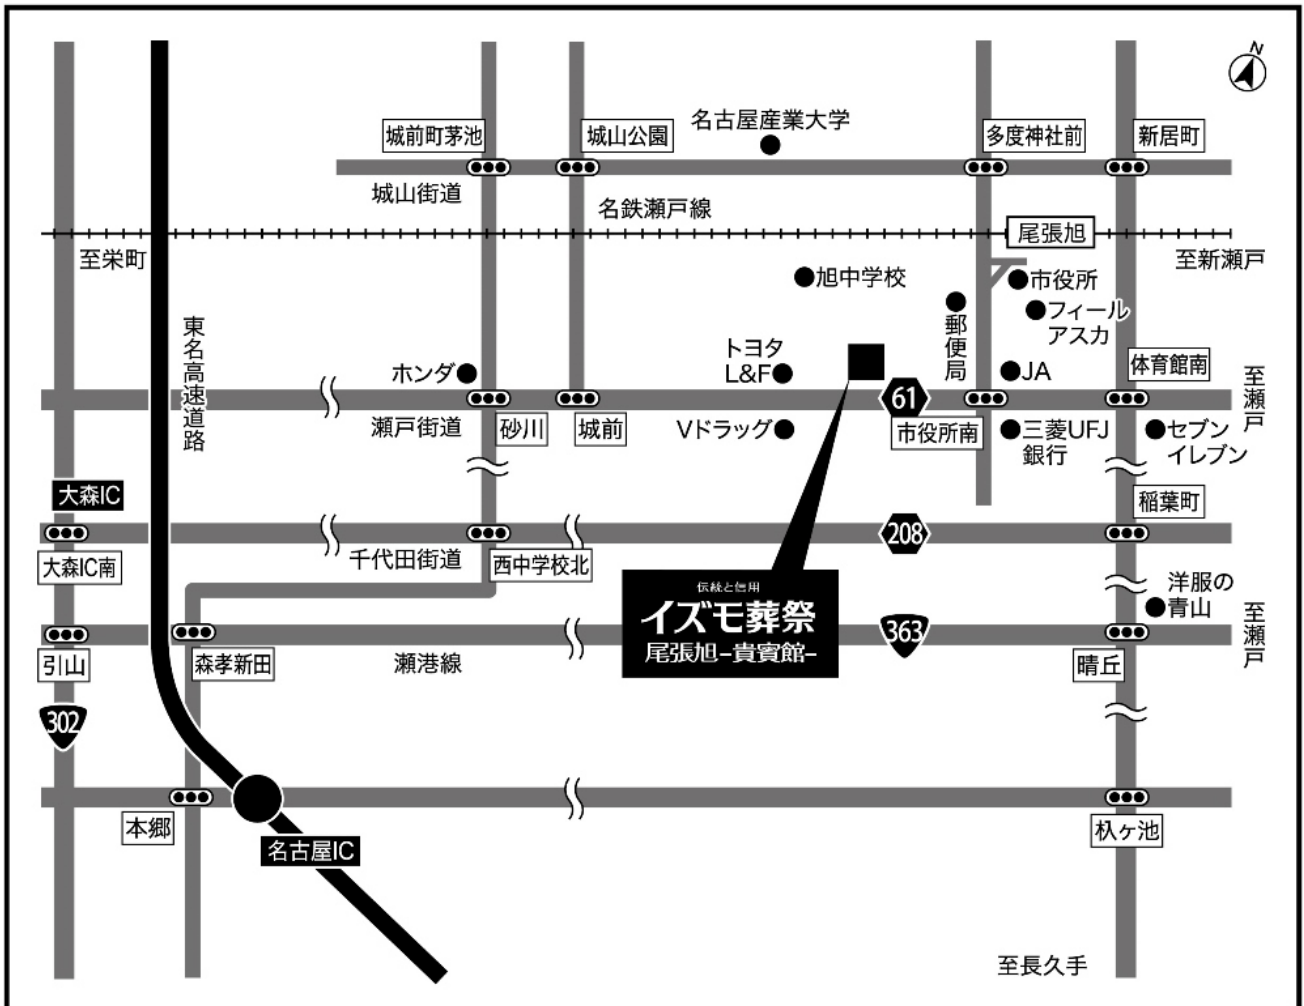 N
城前町茅池
城山公園
名古屋産業大学
多度神社前
新居町
城山街道
名鉄瀬戸線
尾張旭
至栄町
至新瀬戸
旭中学校
市役所
フィール
アスカ
郵便局
東名高速道路
ホンダ
トヨタ
L&F
JA
体育館南
至瀬戸
61
瀬戸街道
砂川
城前
Vドラッグ
市役所南
三菱UFJ
銀行
セブン
イレブン
大森IC
稲葉町
208
大森IC南
千代田街道
西中学校北
洋服の
青山
伝統と信用
イズモ葬祭
尾張旭-貴賓館-
363
至瀬戸
引山
森孝新田
瀬港線
晴丘
302
本郷
名古屋IC
杁ヶ池
至長久手